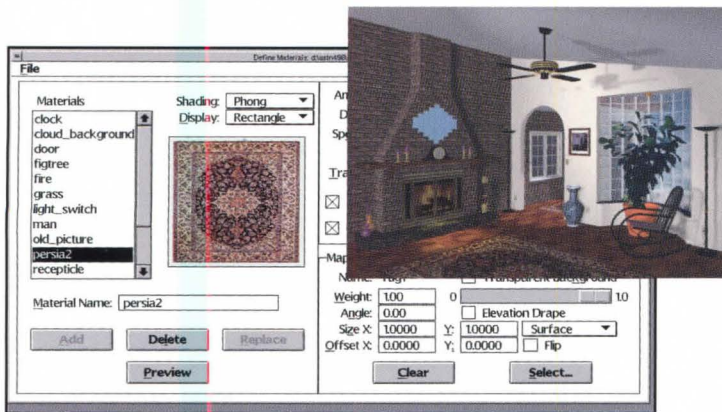 Define Materials:
File
Materials
clock
cloud_background
door
figtree
fire
grass
light_switch
man
old_picture
persia2
recepticle
Shading: Phong
Display: Rectangle
Material Name: persia2
Add Delete Replace
Preview
Weight: 1.00 0 1.0
Angle: 0.00 Elevation Drape
Size X: 1.0000 Y: 1.0000 Surface
Offset X: 0.0000 Y: 0.0000 Flip
Clear Select...